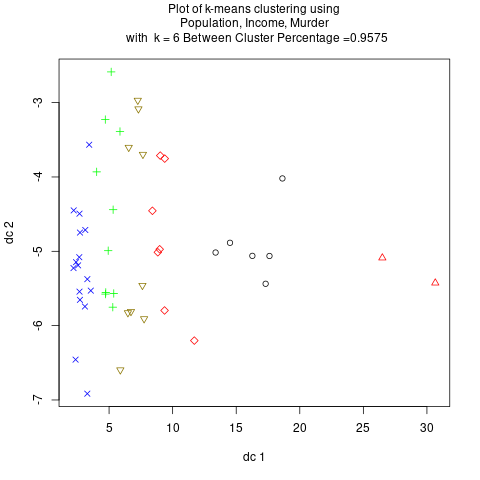 Plot of k-means clustering using
Population, Income, Murder
with k = 6 Between Cluster Percentage =0.9575
-3
-4
-5
-6
-7
dc 2
5 10 15 20 25 30
dc 1